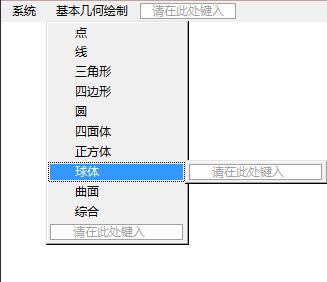 系统 基本几何绘制 请在此处键入
点
线
三角形
四边形
圆
四面体
正方体
球体 请在此处键入
曲面
综合
请在此处键入